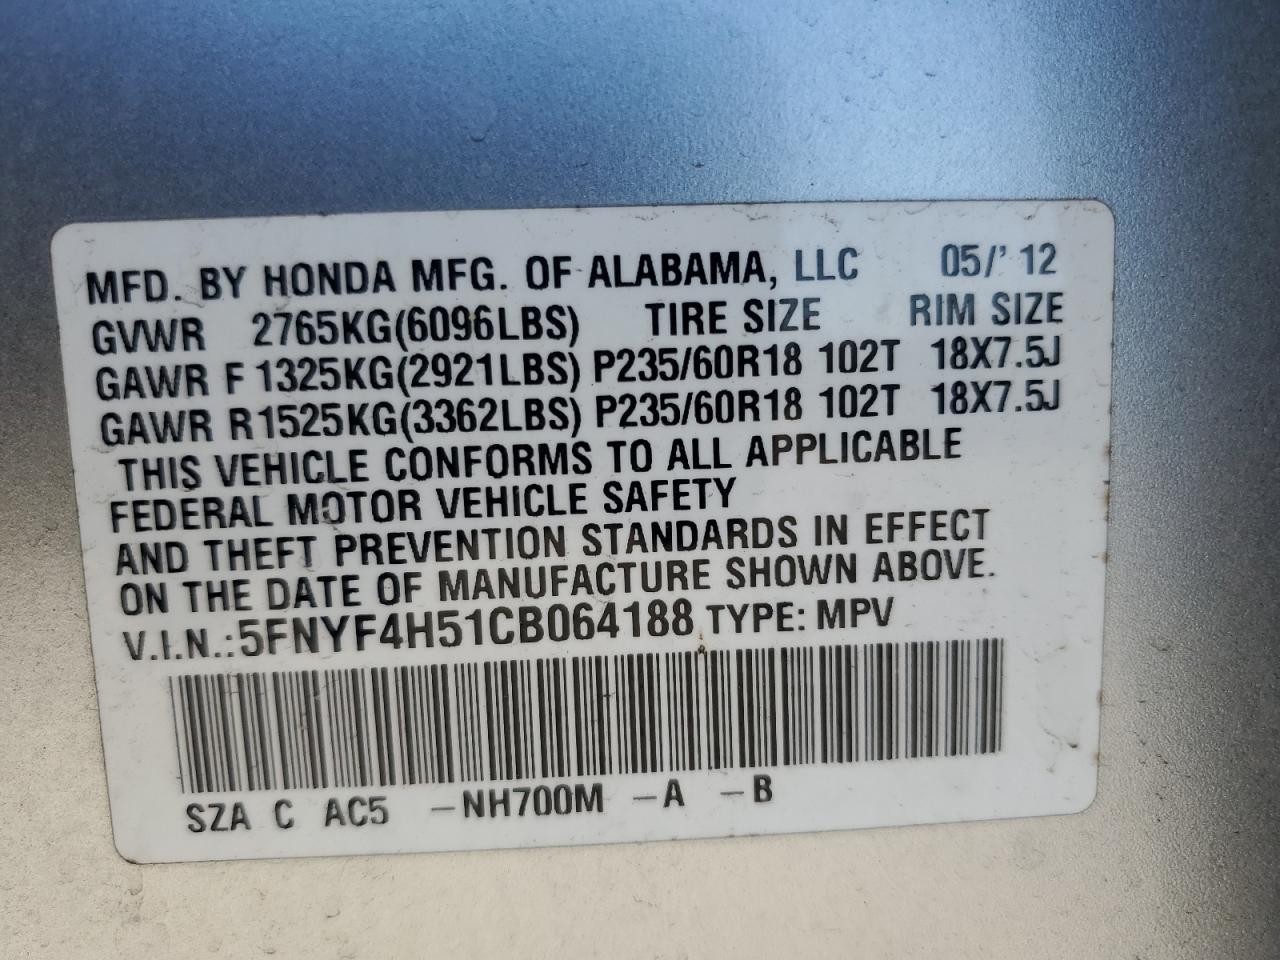 MFD. BY HONDA MFG. OF ALABAMA, LLC 05/' 12
GVWR 2765KG(6096LBS) TIRE SIZE RIM SIZE
GAWR F 1325KG(2921LBS) P235/60R18 102T 18X7.5J
GAWR R1525KG(3362LBS) P235/60R18 102T 18X7.5J
THIS VEHICLE CONFORMS TO ALL APPLICABLE
FEDERAL MOTOR VEHICLE SAFETY
AND THEFT PREVENTION STANDARDS IN EFFECT
ON THE DATE OF MANUFACTURE SHOWN ABOVE.
V.I.N.:5FNYF4H51CB064188 TYPE: MPV
SZA C AC5 -NH700M -A -B